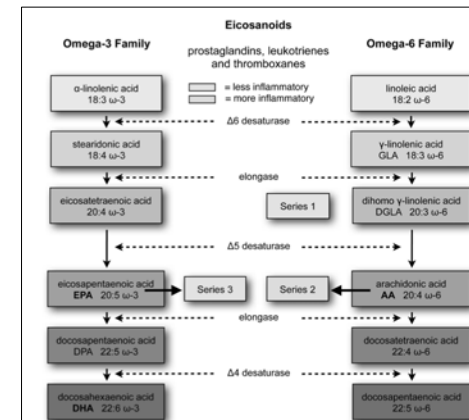 Eicosanoids
Omega-3 Family
Omega-6 Family
prostaglandins, leukotrienes
and thromboxanes
= less inflammatory
= more inflammatory
α-linolenic acid
18:3 ω-3
linoleic acid
18:2 ω-6
Δ6 desaturase
stearidonic acid
18:4 ω-3
γ-linolenic acid
GLA 18:3 ω-6
elongase
eicosatetraenoic acid
20:4 ω-3
Series 1
dihomo γ-linolenic acid
DGLA 20:3 ω-6
Δ5 desaturase
eicosapentaenoic acid
EPA 20:5 ω-3
Series 3
Series 2
arachidonic acid
AA 20:4 ω-6
elongase
docosapentaenoic acid
DPA 22:5 ω-3
docosatetraenoic acid
22:4 ω-6
Δ4 desaturase
docosahexaenoic acid
DHA 22:6 ω-3
docosapentaenoic acid
22:5 ω-6